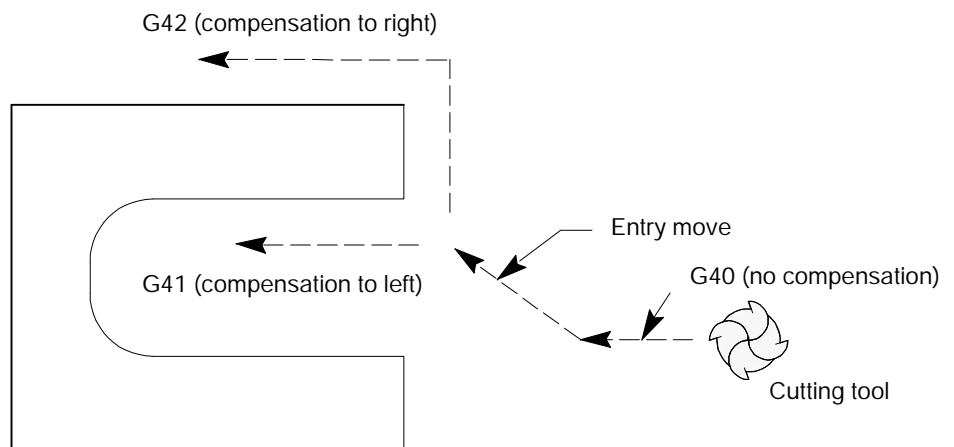 G42 (compensation to right)
Entry move
G40 (no compensation)
G41 (compensation to left)
Cutting tool